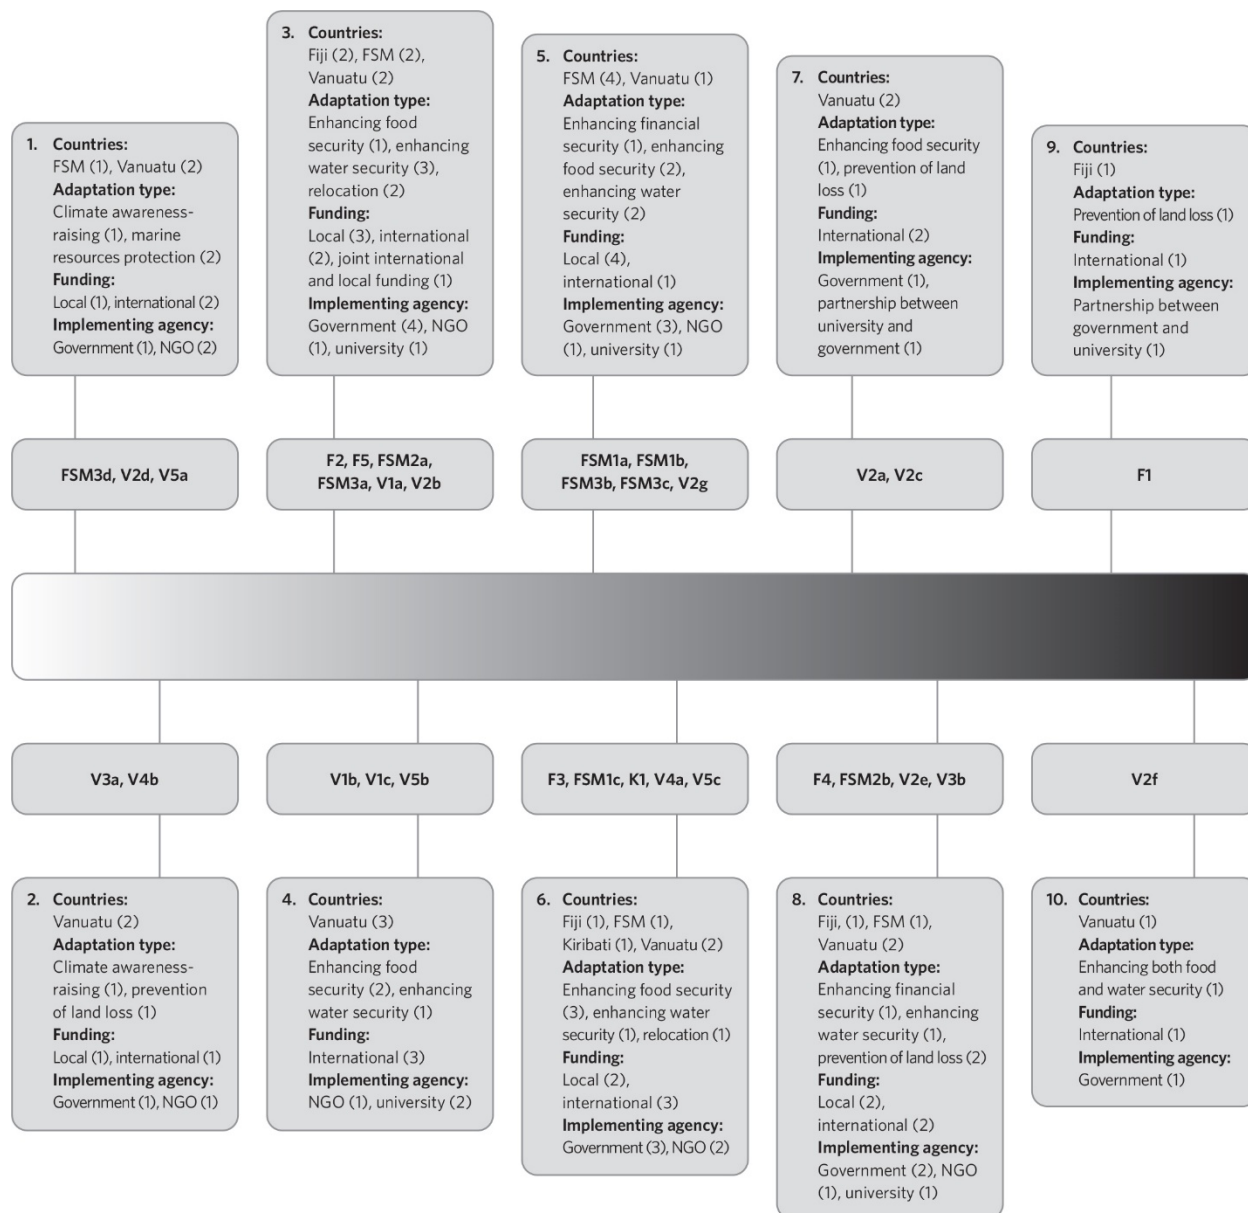 1. Countries:
FSM (1), Vanuatu (2)
Adaptation type:
Climate awareness-
raising (1), marine
resources protection (2)
Funding:
Local (1), international (2)
Implementing agency:
Government (1), NGO (2)
3. Countries:
Fiji (2), FSM (2),
Vanuatu (2)
Adaptation type:
Enhancing food
security (1), enhancing
water security (3),
relocation (2)
Funding:
Local (3), international
(2), joint international
and local funding (1)
Implementing agency:
Government (4), NGO
(1), university (1)
5. Countries:
FSM (4), Vanuatu (1)
Adaptation type:
Enhancing financial
security (1), enhancing
food security (2),
enhancing water
security (2)
Funding:
Local (4),
international (1)
Implementing agency:
Government (3), NGO
(1), university (1)
7. Countries:
Vanuatu (2)
Adaptation type:
Enhancing food security
(1), prevention of land
loss (1)
Funding:
International (2)
Implementing agency:
Government (1),
partnership between
university and
government (1)
9. Countries:
Fiji (1)
Adaptation type:
Prevention of land loss (1)
Funding:
International (1)
Implementing agency:
Partnership between
government and
university (1)
FSM3d, V2d, V5a
F2, F5, FSM2a,
FSM3a, V1a, V2b
FSM1a, FSM1b,
FSM3b, FSM3c, V2g
V2a, V2c
F1
V3a, V4b
V1b, V1c, V5b
F3, FSM1c, K1, V4a, V5c
F4, FSM2b, V2e, V3b
V2f
2. Countries:
Vanuatu (2)
Adaptation type:
Climate awareness-
raising (1), prevention
of land loss (1)
Funding:
Local (1), international (1)
Implementing agency:
Government (1), NGO (1)
4. Countries:
Vanuatu (3)
Adaptation type:
Enhancing food
security (2), enhancing
water security (1)
Funding:
International (3)
Implementing agency:
NGO (1), university (2)
6. Countries:
Fiji (1), FSM (1),
Kiribati (1), Vanuatu (2)
Adaptation type:
Enhancing food security
(3), enhancing water
security (1), relocation (1)
Funding:
Local (2),
international (3)
Implementing agency:
Government (3), NGO (2)
8. Countries:
Fiji, (1), FSM (1),
Vanuatu (2)
Adaptation type:
Enhancing financial
security (1), enhancing
water security (1),
prevention of land loss (2)
Funding:
Local (2),
international (2)
Implementing agency:
Government (2), NGO
(1), university (1)
10. Countries:
Vanuatu (1)
Adaptation type:
Enhancing both food
and water security (1)
Funding:
International (1)
Implementing agency:
Government (1)